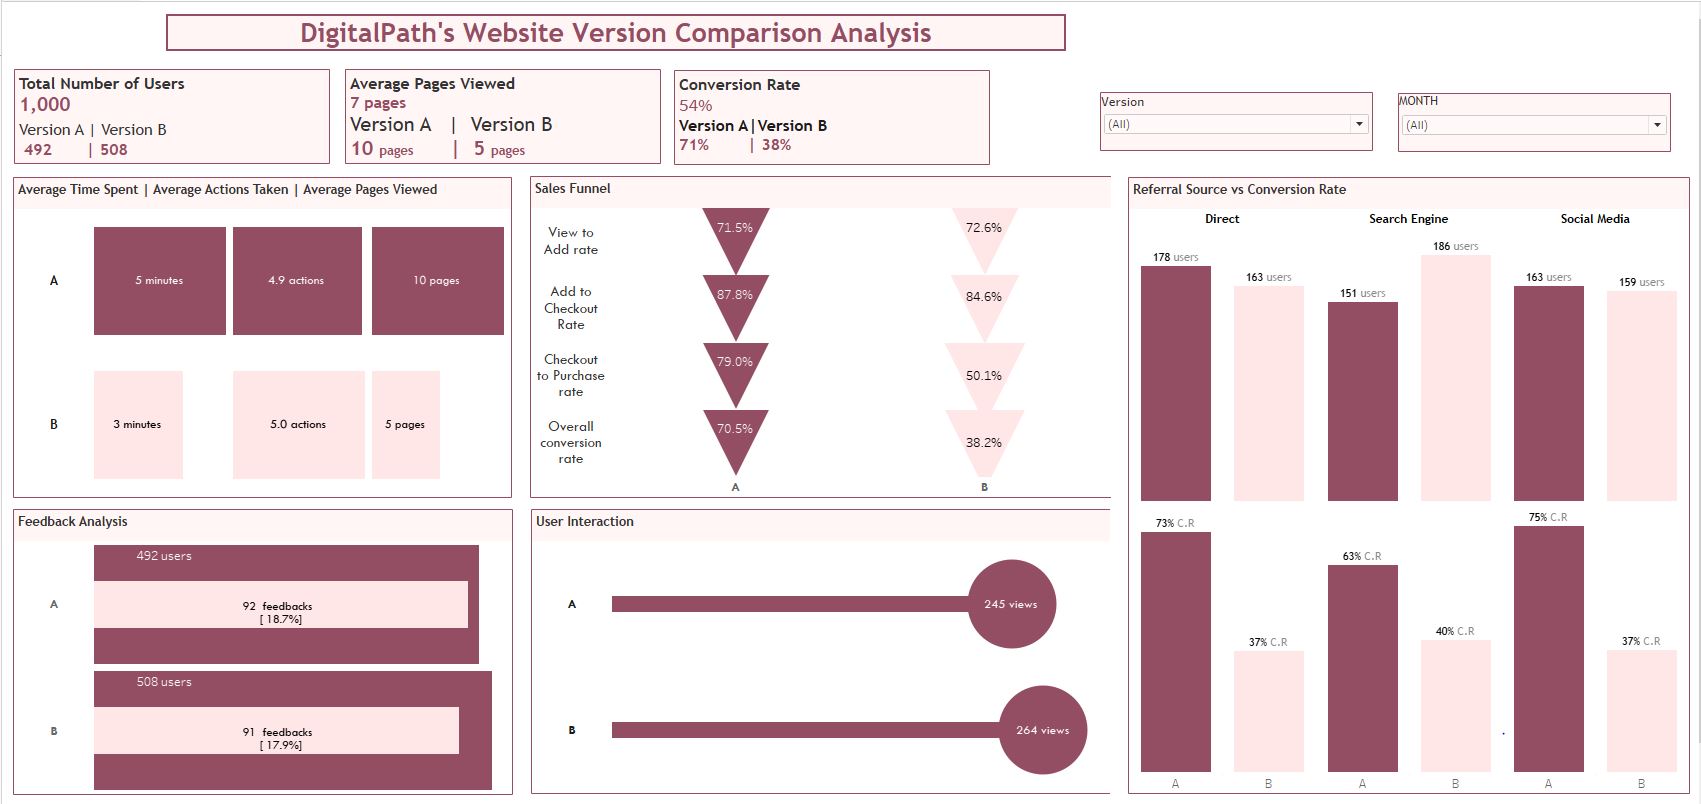 DigitalPath's Website Version Comparison Analysis
Total Number of Users
1,000
Version A | Version B
492 | 508
Average Pages Viewed
7 pages
Version A | Version B
10 pages | 5 pages
Conversion Rate
54%
Version A|Version B
71% | 38%
Version
(All)
MONTH
(All)
Average Time Spent | Average Actions Taken | Average Pages Viewed
A
5 minutes
4.9 actions
10 pages
B
3 minutes
5.0 actions
5 pages
Sales Funnel
View to
Add rate
71.5%
72.6%
Add to
Checkout
Rate
87.8%
84.6%
Checkout
to Purchase
rate
79.0%
50.1%
Overall
conversion
rate
70.5%
38.2%
A
B
Referral Source vs Conversion Rate
Direct
Search Engine
Social Media
178 users
163 users
151 users
186 users
163 users
159 users
73% C.R
37% C.R
63% C.R
40% C.R
75% C.R
37% C.R
A
B
A
B
A
B
Feedback Analysis
492 users
A
92 feedbacks
[ 18.7%]
508 users
B
91 feedbacks
[ 17.9%]
User Interaction
A
245 views
B
264 views